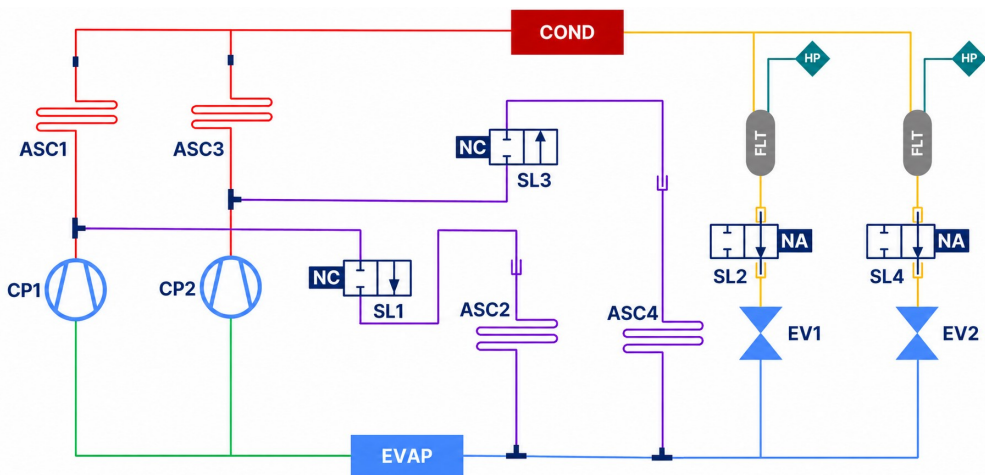 COND
HP
HP
ASC1
ASC3
NC
SL3
FLT
FLT
CP1
CP2
NC
SL1
ASC2
ASC4
NA
SL2
NA
SL4
EV1
EV2
EVAP